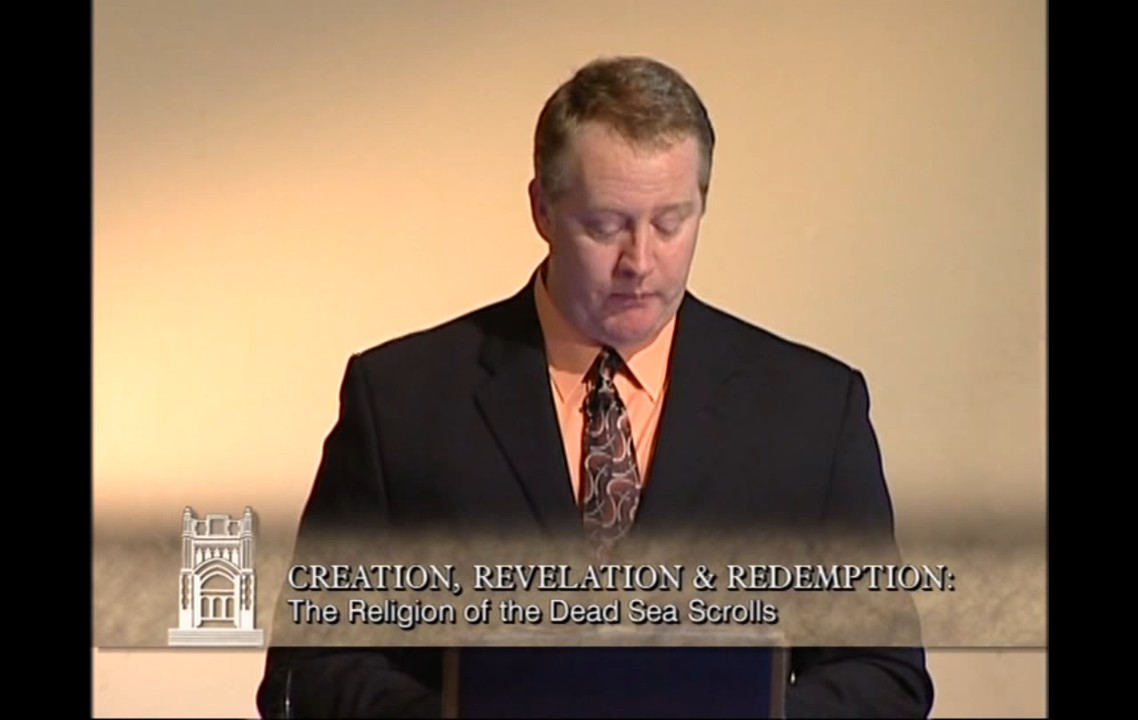 CREATION, REVELATION & REDEMPTION:
The Religion of the Dead Sea Scrolls